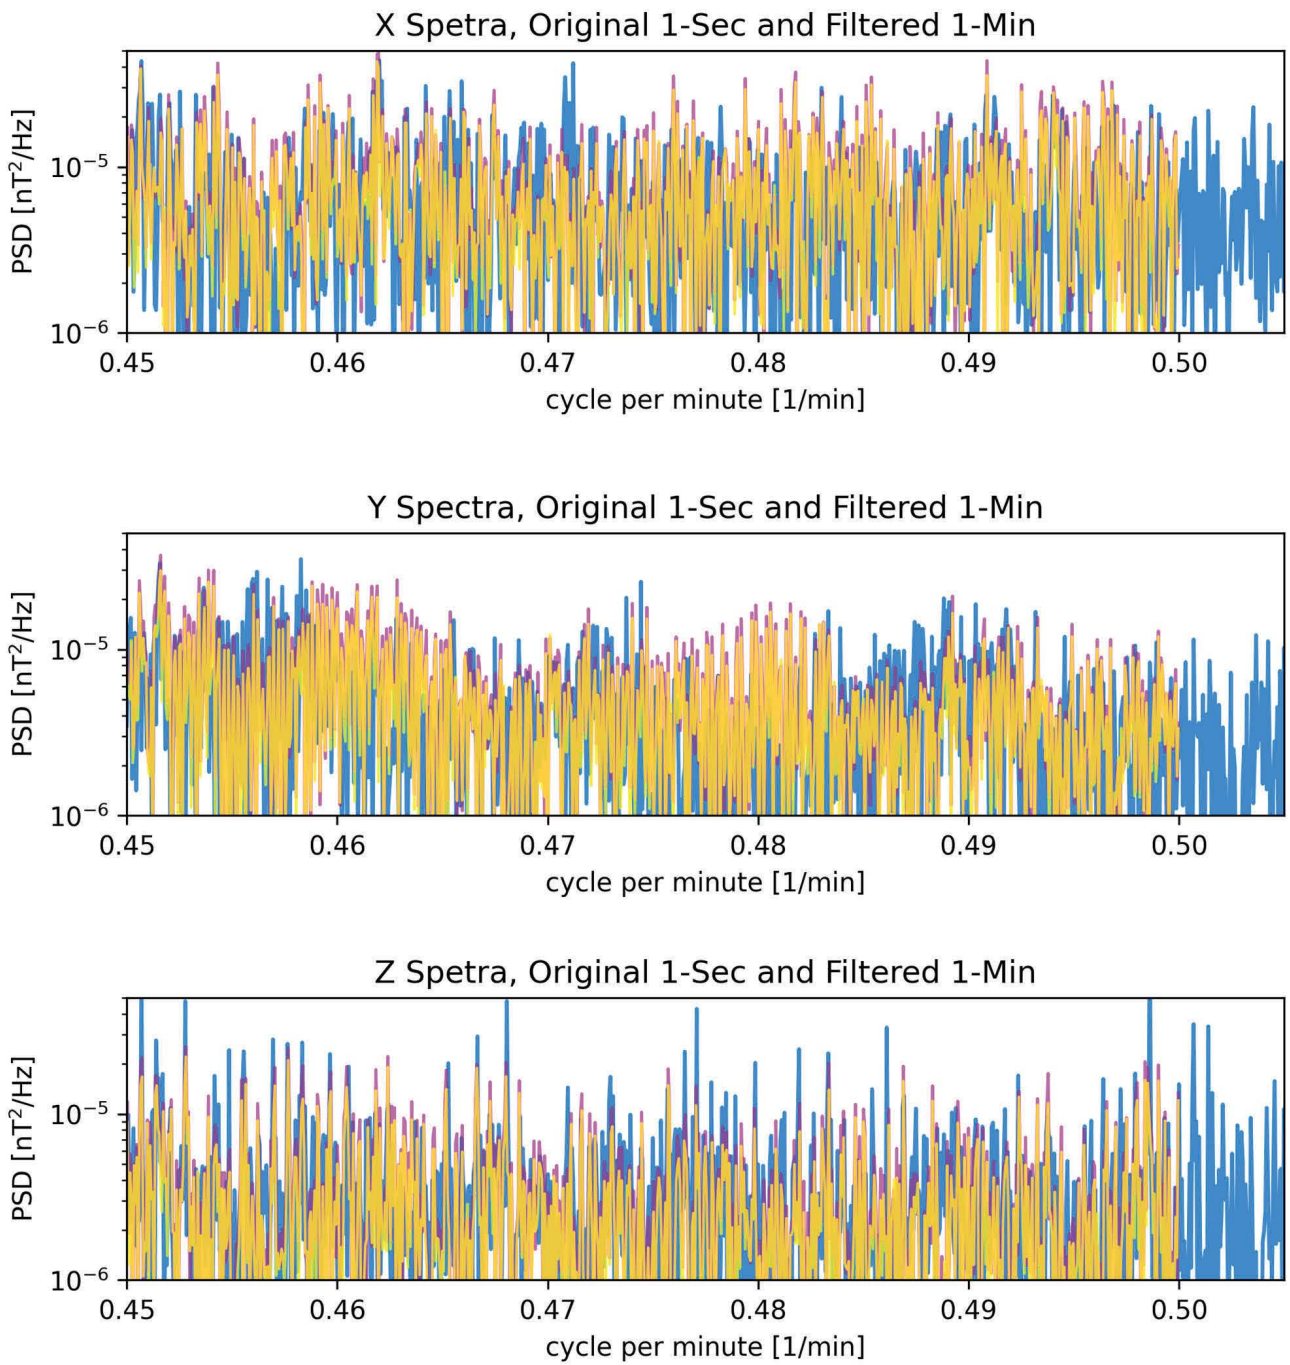 X Spetra, Original 1-Sec and Filtered 1-Min
PSD [nT²/Hz]
10⁻⁵
10⁻⁶
0.45 0.46 0.47 0.48 0.49 0.50
cycle per minute [1/min]
Y Spectra, Original 1-Sec and Filtered 1-Min
PSD [nT²/Hz]
10⁻⁵
10⁻⁶
0.45 0.46 0.47 0.48 0.49 0.50
cycle per minute [1/min]
Z Spetra, Original 1-Sec and Filtered 1-Min
PSD [nT²/Hz]
10⁻⁵
10⁻⁶
0.45 0.46 0.47 0.48 0.49 0.50
cycle per minute [1/min]